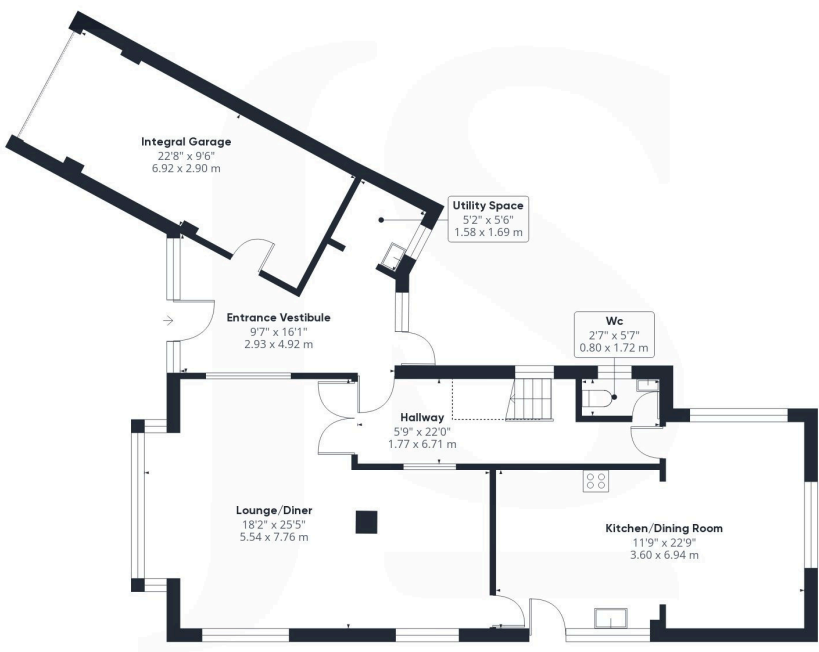 Integral Garage
22'8" x 9'6"
6.92 x 2.90 m
Utility Space
5'2" x 5'6"
1.58 x 1.69 m
Entrance Vestibule
9'7" x 16'1"
2.93 x 4.92 m
Wc
2'7" x 5'7"
0.80 x 1.72 m
Hallway
5'9" x 22'0"
1.77 x 6.71 m
Lounge/Diner
18'2" x 25'5"
5.54 x 7.76 m
Kitchen/Dining Room
11'9" x 22'9"
3.60 x 6.94 m
JS